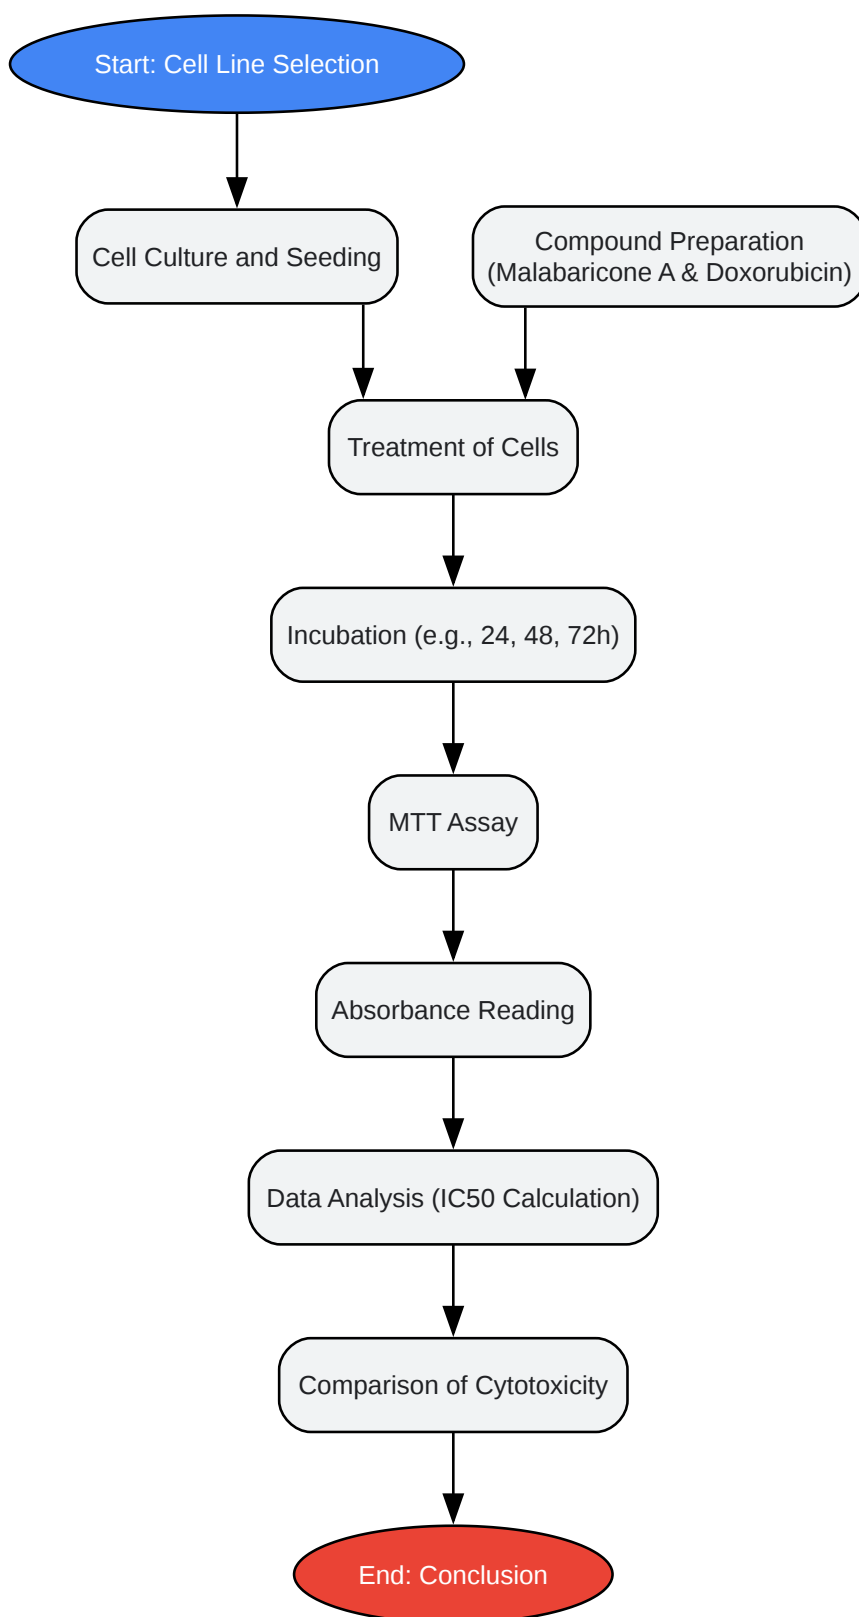 Start: Cell Line Selection
Cell Culture and Seeding
Compound Preparation
(Malabaricone A & Doxorubicin)
Treatment of Cells
Incubation (e.g., 24, 48, 72h)
MTT Assay
Absorbance Reading
Data Analysis (IC50 Calculation)
Comparison of Cytotoxicity
End: Conclusion